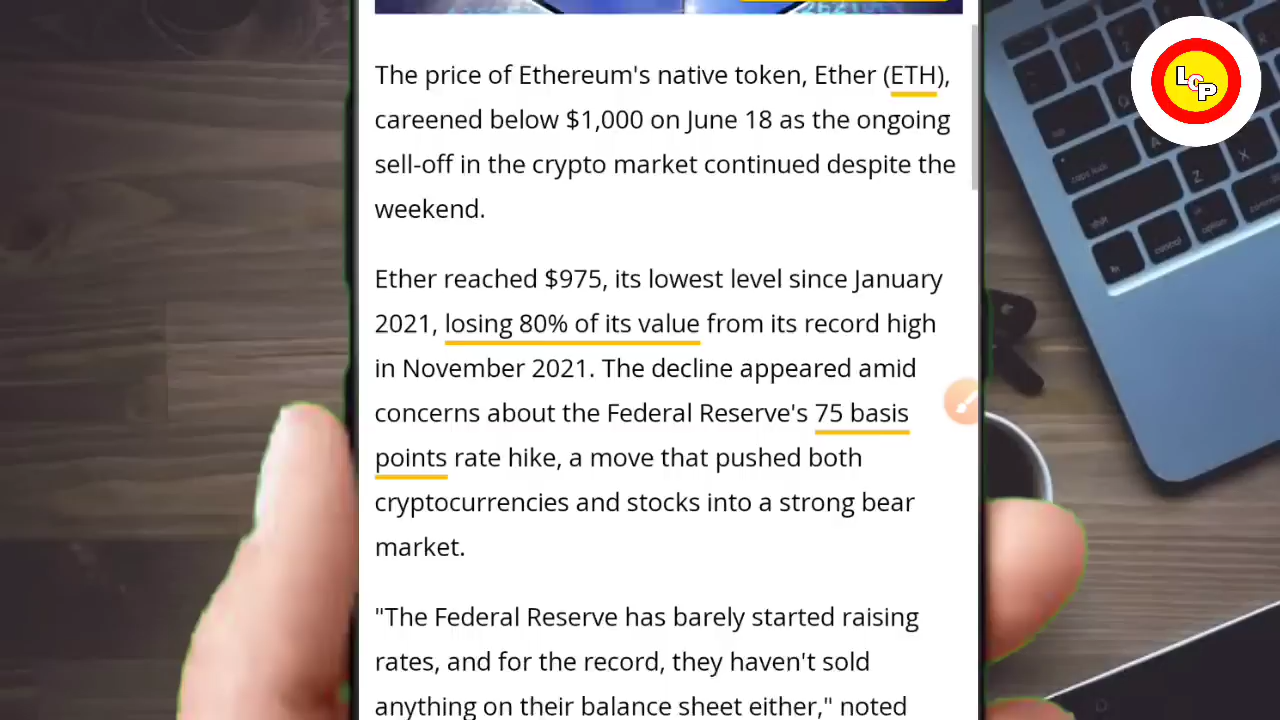 The price of Ethereum's native token, Ether (ETH),
careened below $1,000 on June 18 as the ongoing
sell-off in the crypto market continued despite the
weekend.
Ether reached $975, its lowest level since January
2021, losing 80% of its value from its record high
in November 2021. The decline appeared amid
concerns about the Federal Reserve's 75 basis
points rate hike, a move that pushed both
cryptocurrencies and stocks into a strong bear
market.
"The Federal Reserve has barely started raising
rates, and for the record, they haven't sold
anything on their balance sheet either," noted
LCP
Z
X
shift
fn
control
option